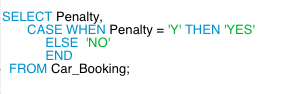 SELECT Penalty,
CASE WHEN Penalty = 'Y' THEN 'YES'
ELSE 'NO'
END
FROM Car_Booking;